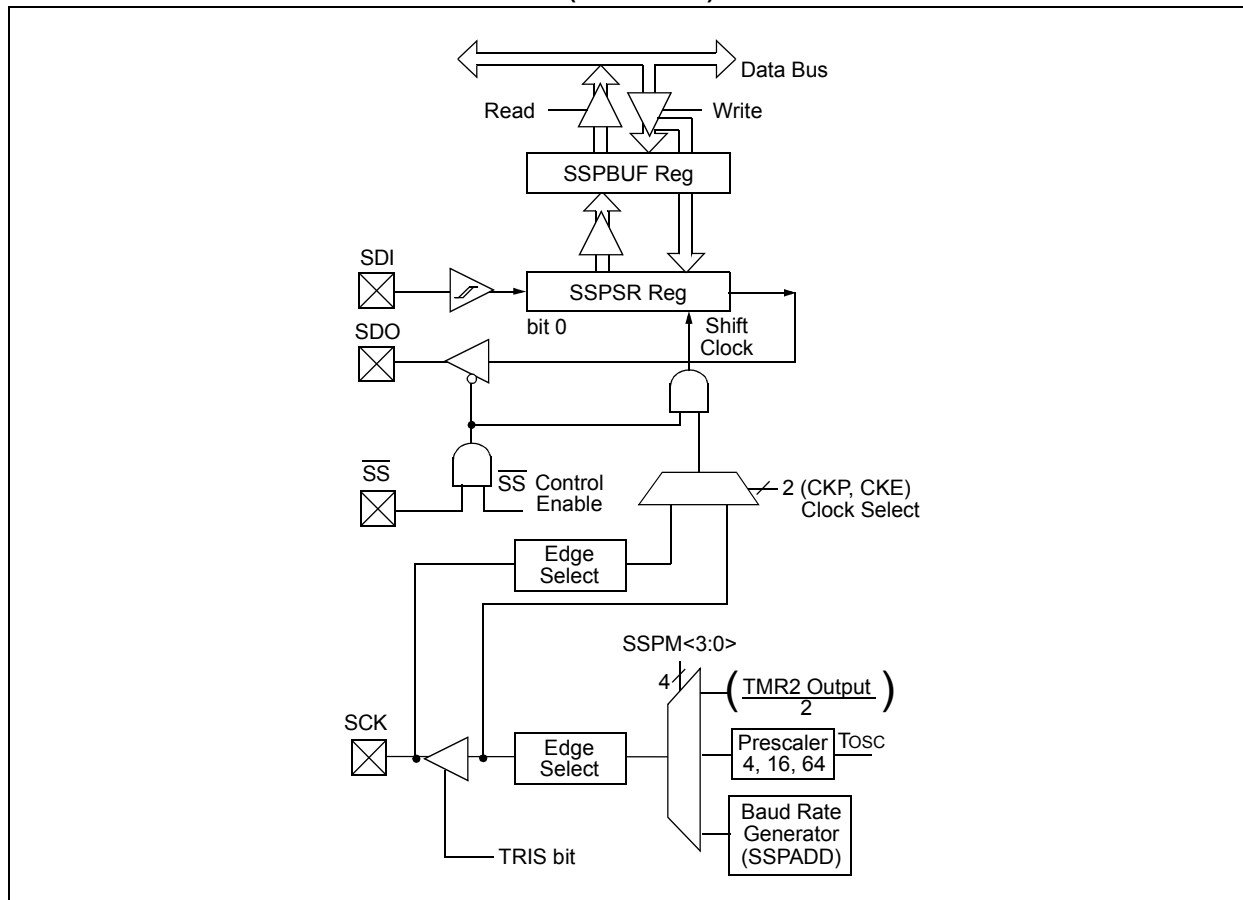 Data Bus
Read
Write
SSPBUF Reg
SDI
SSPSR Reg
bit 0
Shift
Clock
SDO
SS
SS Control
Enable
2 (CKP, CKE)
Clock Select
Edge
Select
SSPM<3:0>
4
(TMR2 Output)
2
SCK
Edge
Select
Prescaler
4, 16, 64
TOSC
Baud Rate
Generator
(SSPADD)
TRIS bit